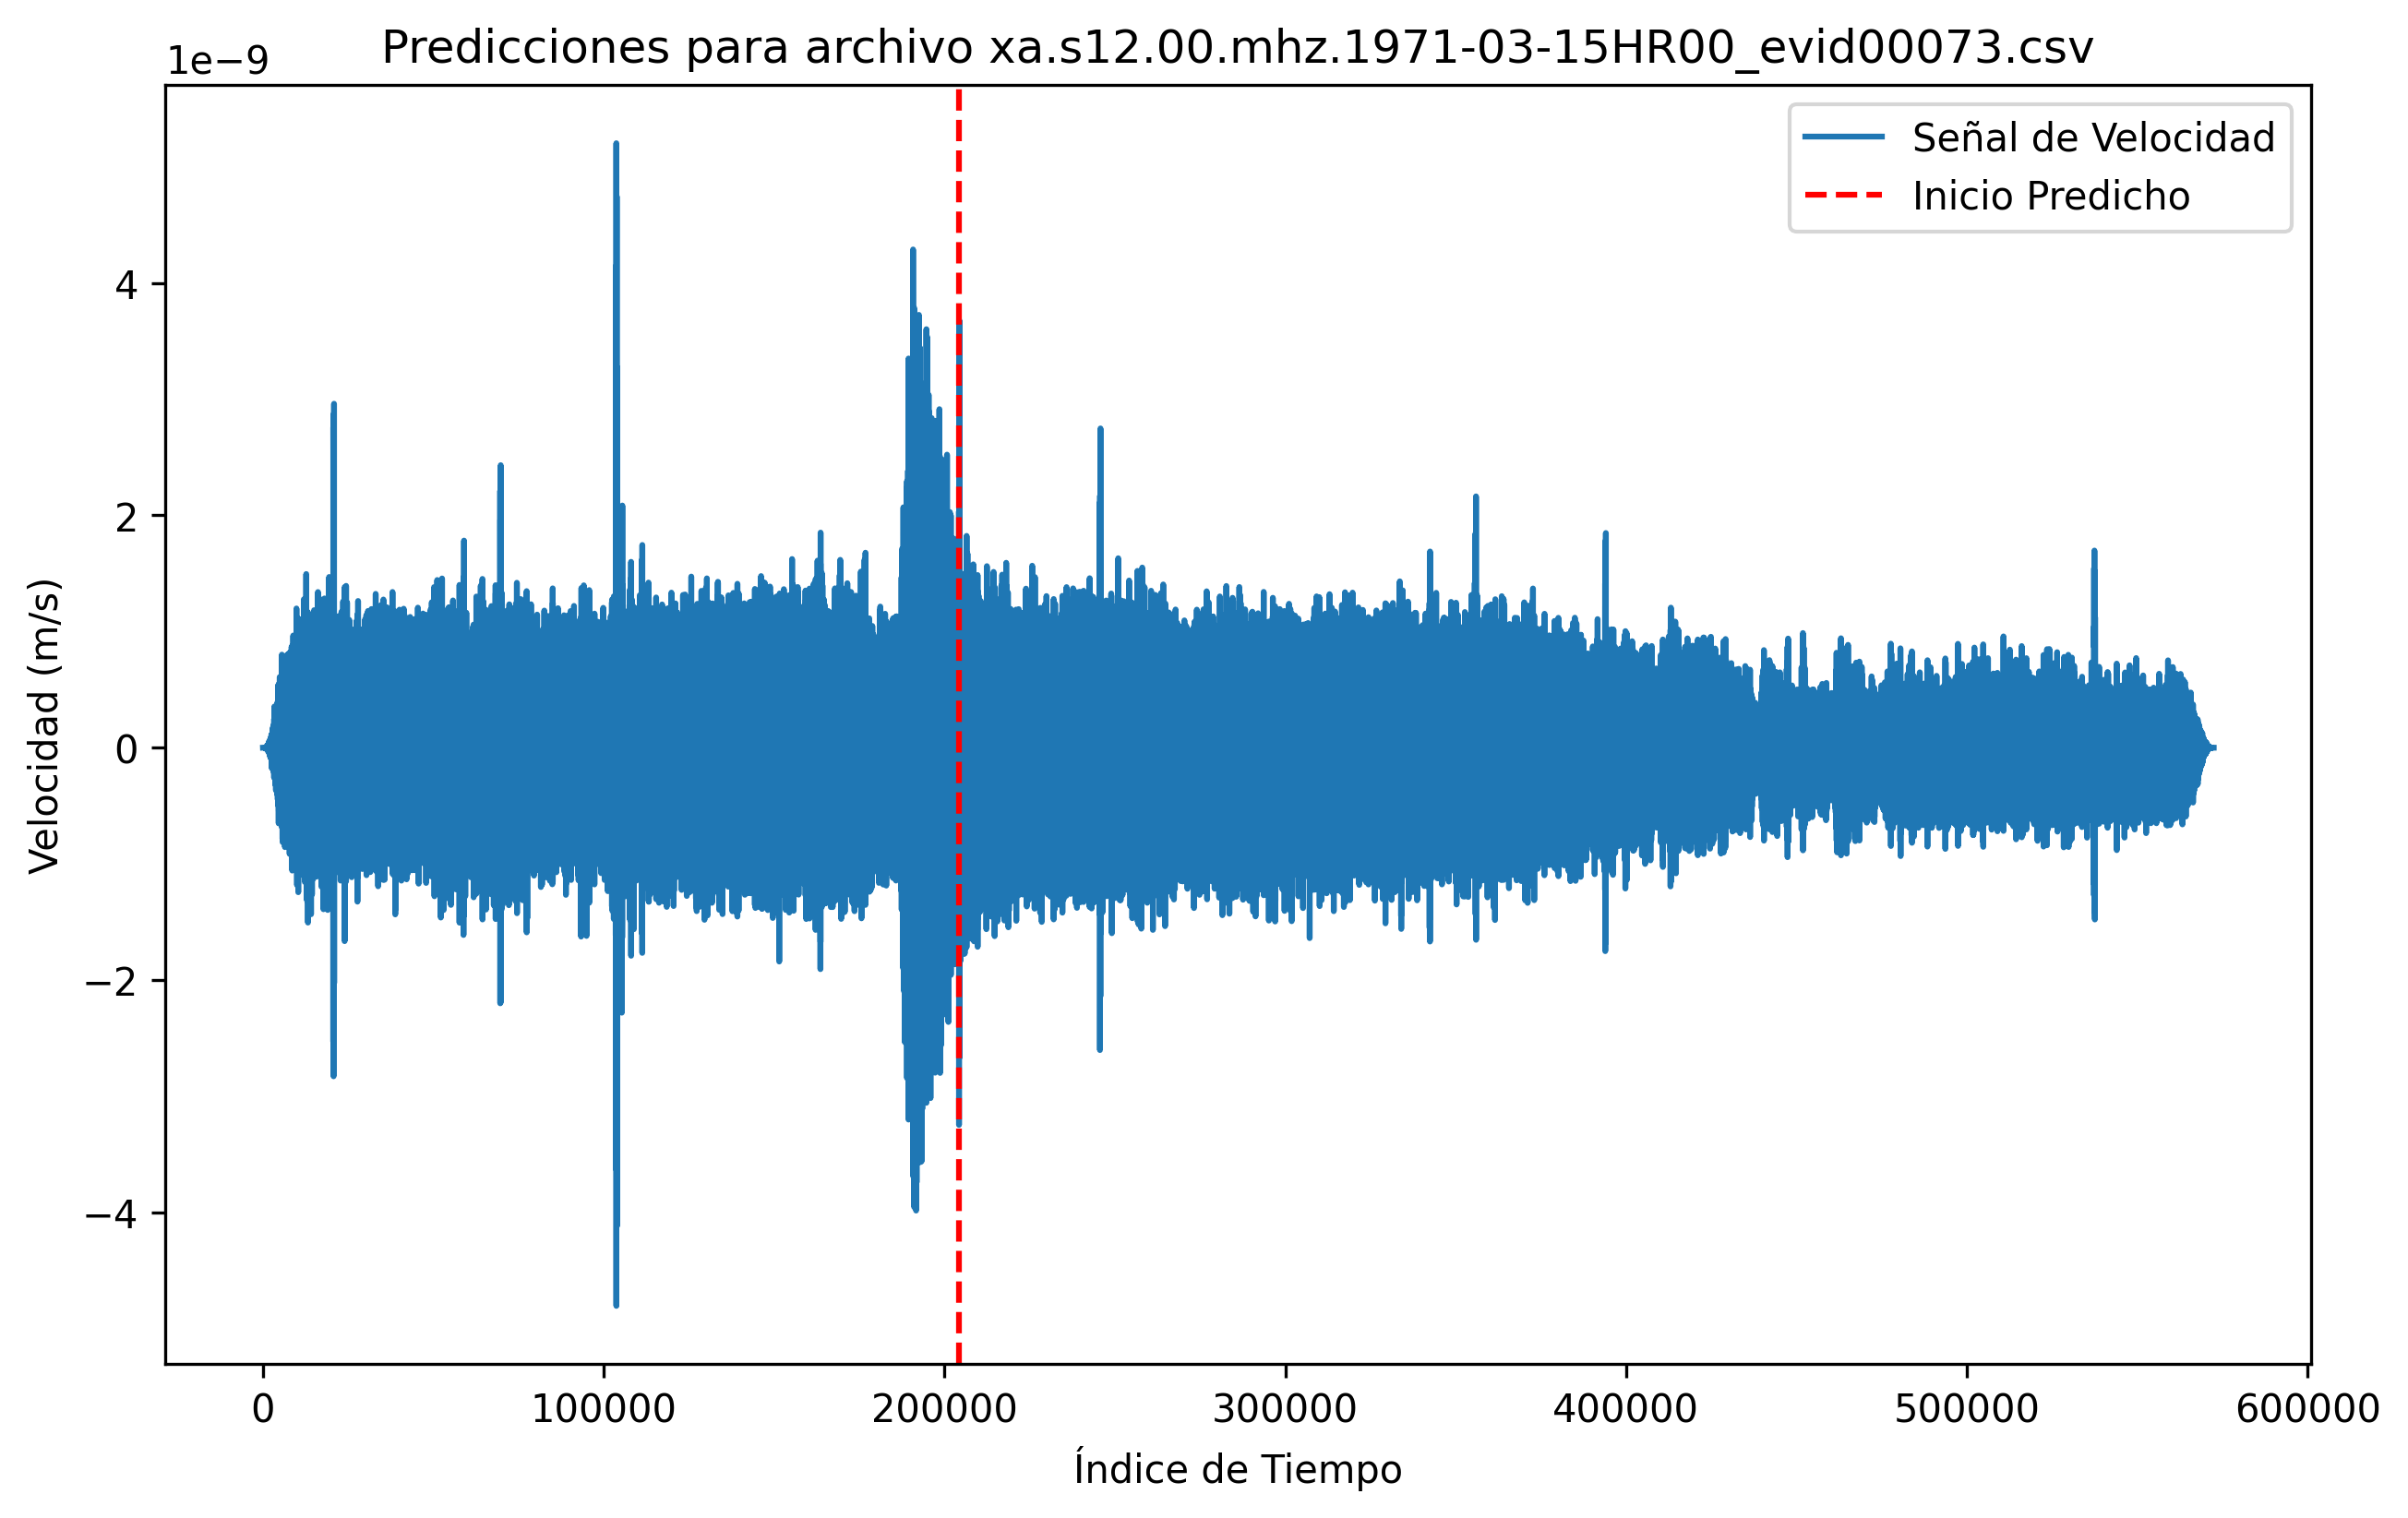 Predicciones para archivo xa.s12.00.mhz.1971-03-15HR00_evid00073.csv
1e−9
Señal de Velocidad
Inicio Predicho
4
2
0
−2
−4
Velocidad (m/s)
0 100000 200000 300000 400000 500000 600000
Índice de Tiempo